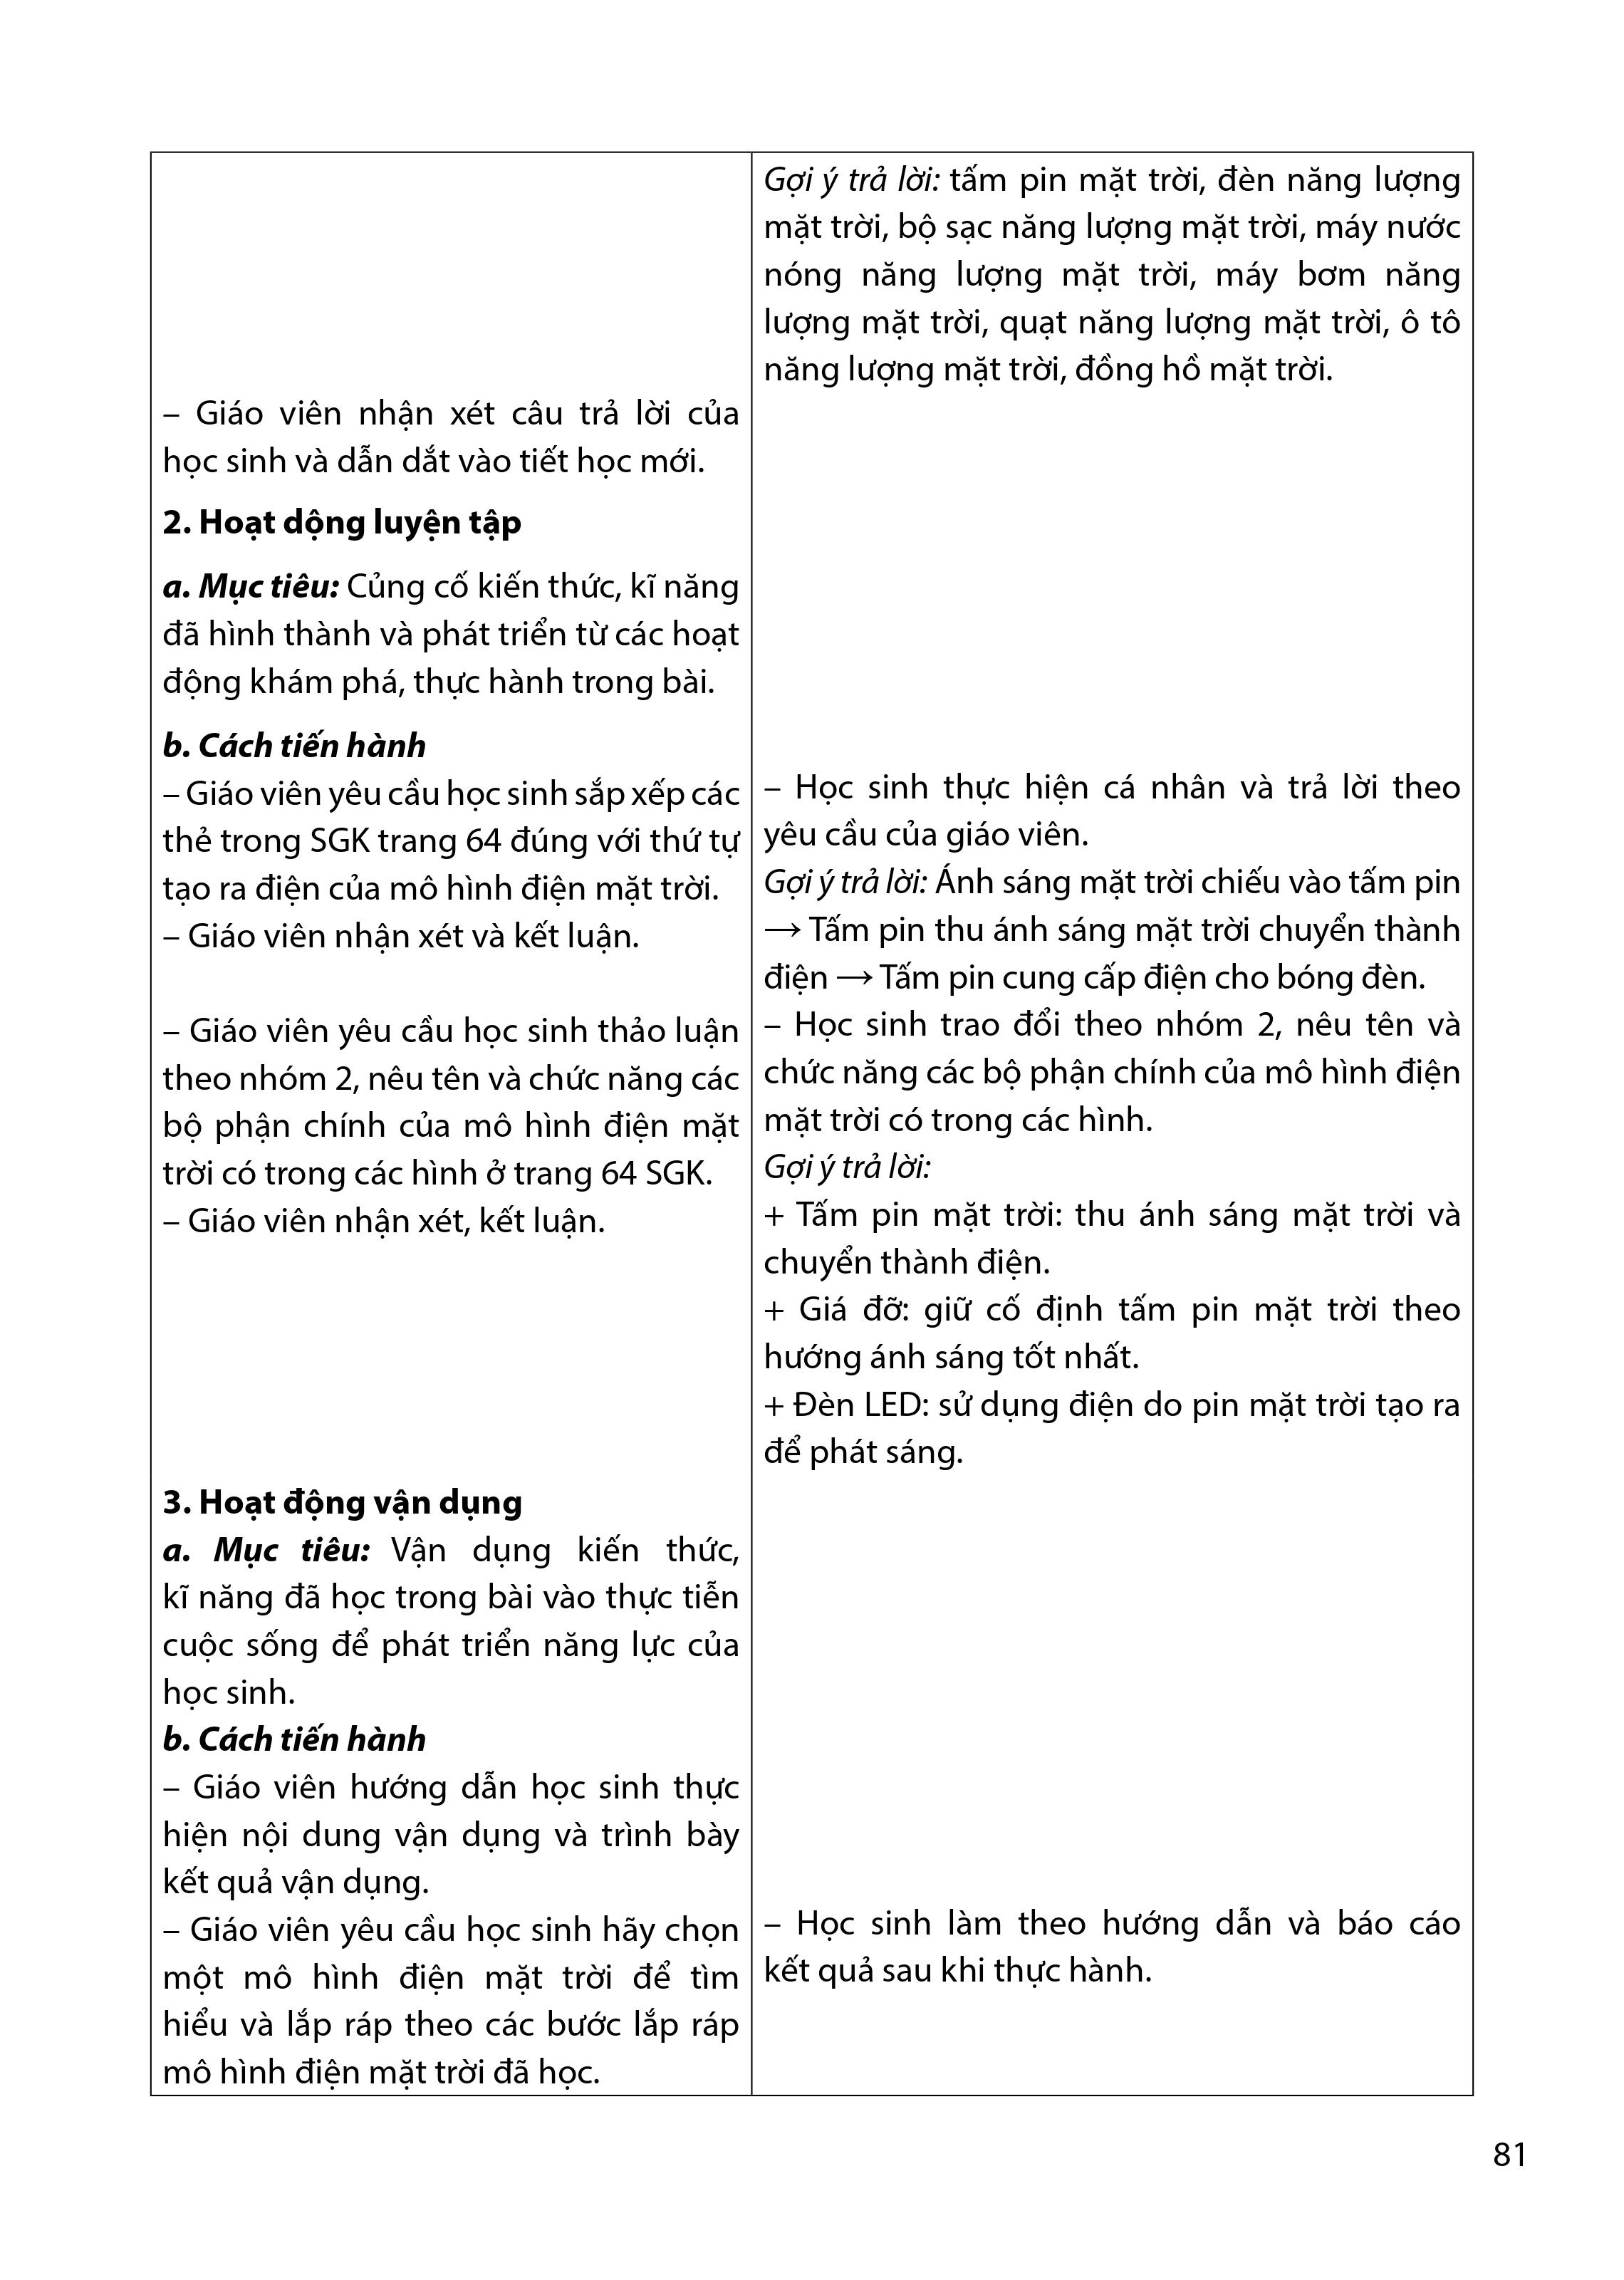 Gợi ý trả lời: tấm pin mặt trời, đèn năng lượng
mặt trời, bộ sạc năng lượng mặt trời, máy nước
nóng năng lượng mặt trời, máy bơm năng
lượng mặt trời, quạt năng lượng mặt trời, ô tô
năng lượng mặt trời, đồng hồ mặt trời.
– Giáo viên nhận xét câu trả lời của
học sinh và dẫn dắt vào tiết học mới.
2. Hoạt dộng luyện tập
a. Mục tiêu: Củng cố kiến thức, kĩ năng
đã hình thành và phát triển từ các hoạt
động khám phá, thực hành trong bài.
b. Cách tiến hành
– Giáo viên yêu cầu học sinh sắp xếp các
thẻ trong SGK trang 64 đúng với thứ tự
tạo ra điện của mô hình điện mặt trời.
– Giáo viên nhận xét và kết luận.
– Học sinh thực hiện cá nhân và trả lời theo
yêu cầu của giáo viên.
Gợi ý trả lời: Ánh sáng mặt trời chiếu vào tấm pin
→ Tấm pin thu ánh sáng mặt trời chuyển thành
điện → Tấm pin cung cấp điện cho bóng đèn.
– Giáo viên yêu cầu học sinh thảo luận
theo nhóm 2, nêu tên và chức năng các
bộ phận chính của mô hình điện mặt
trời có trong các hình ở trang 64 SGK.
– Giáo viên nhận xét, kết luận.
– Học sinh trao đổi theo nhóm 2, nêu tên và
chức năng các bộ phận chính của mô hình điện
mặt trời có trong các hình.
Gợi ý trả lời:
+ Tấm pin mặt trời: thu ánh sáng mặt trời và
chuyển thành điện.
+ Giá đỡ: giữ cố định tấm pin mặt trời theo
hướng ánh sáng tốt nhất.
+ Đèn LED: sử dụng điện do pin mặt trời tạo ra
để phát sáng.
3. Hoạt động vận dụng
a. Mục tiêu: Vận dụng kiến thức,
kĩ năng đã học trong bài vào thực tiễn
cuộc sống để phát triển năng lực của
học sinh.
b. Cách tiến hành
– Giáo viên hướng dẫn học sinh thực
hiện nội dung vận dụng và trình bày
kết quả vận dụng.
– Giáo viên yêu cầu học sinh hãy chọn
một mô hình điện mặt trời để tìm
hiểu và lắp ráp theo các bước lắp ráp
mô hình điện mặt trời đã học.
– Học sinh làm theo hướng dẫn và báo cáo
kết quả sau khi thực hành.
81